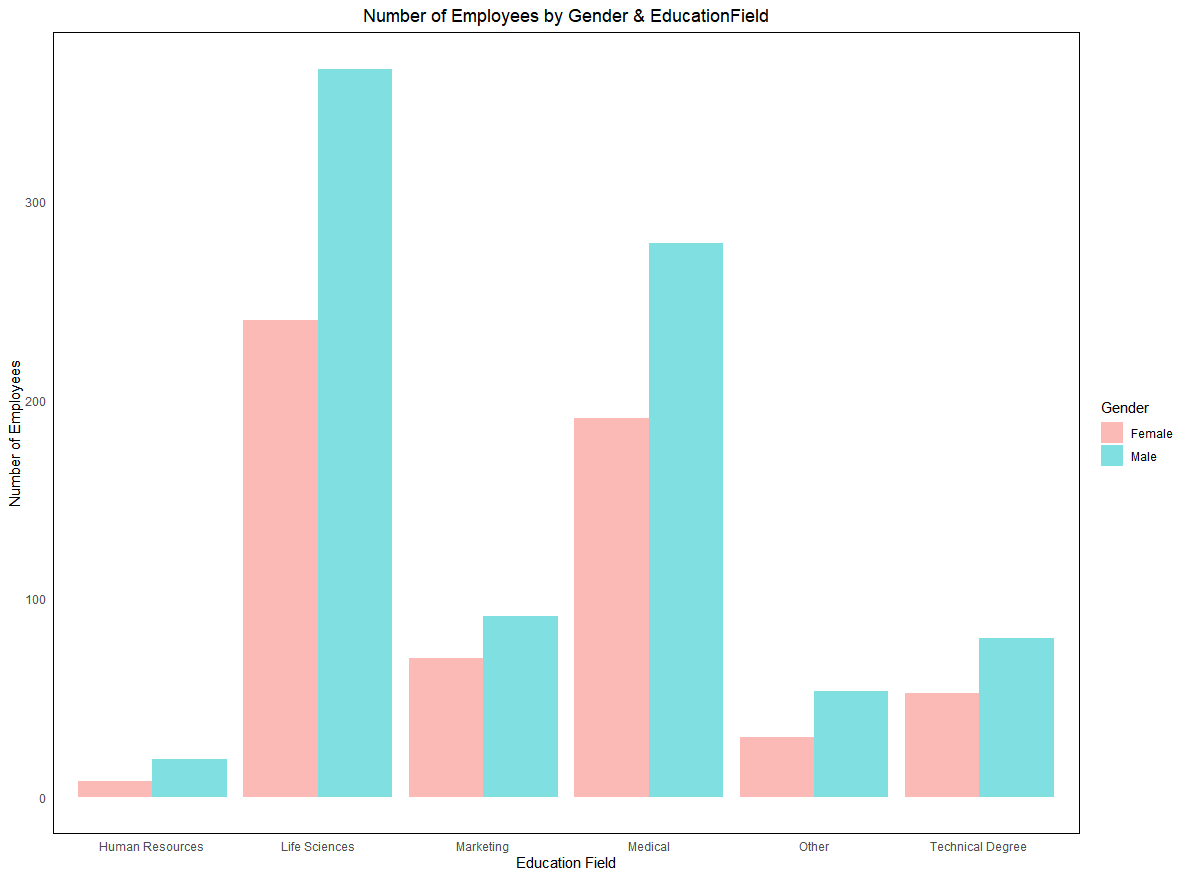 Number of Employees by Gender & EducationField
Number of Employees
300
200
100
0
Human Resources Life Sciences Marketing Medical Other Technical Degree
Education Field
Gender
Female
Male